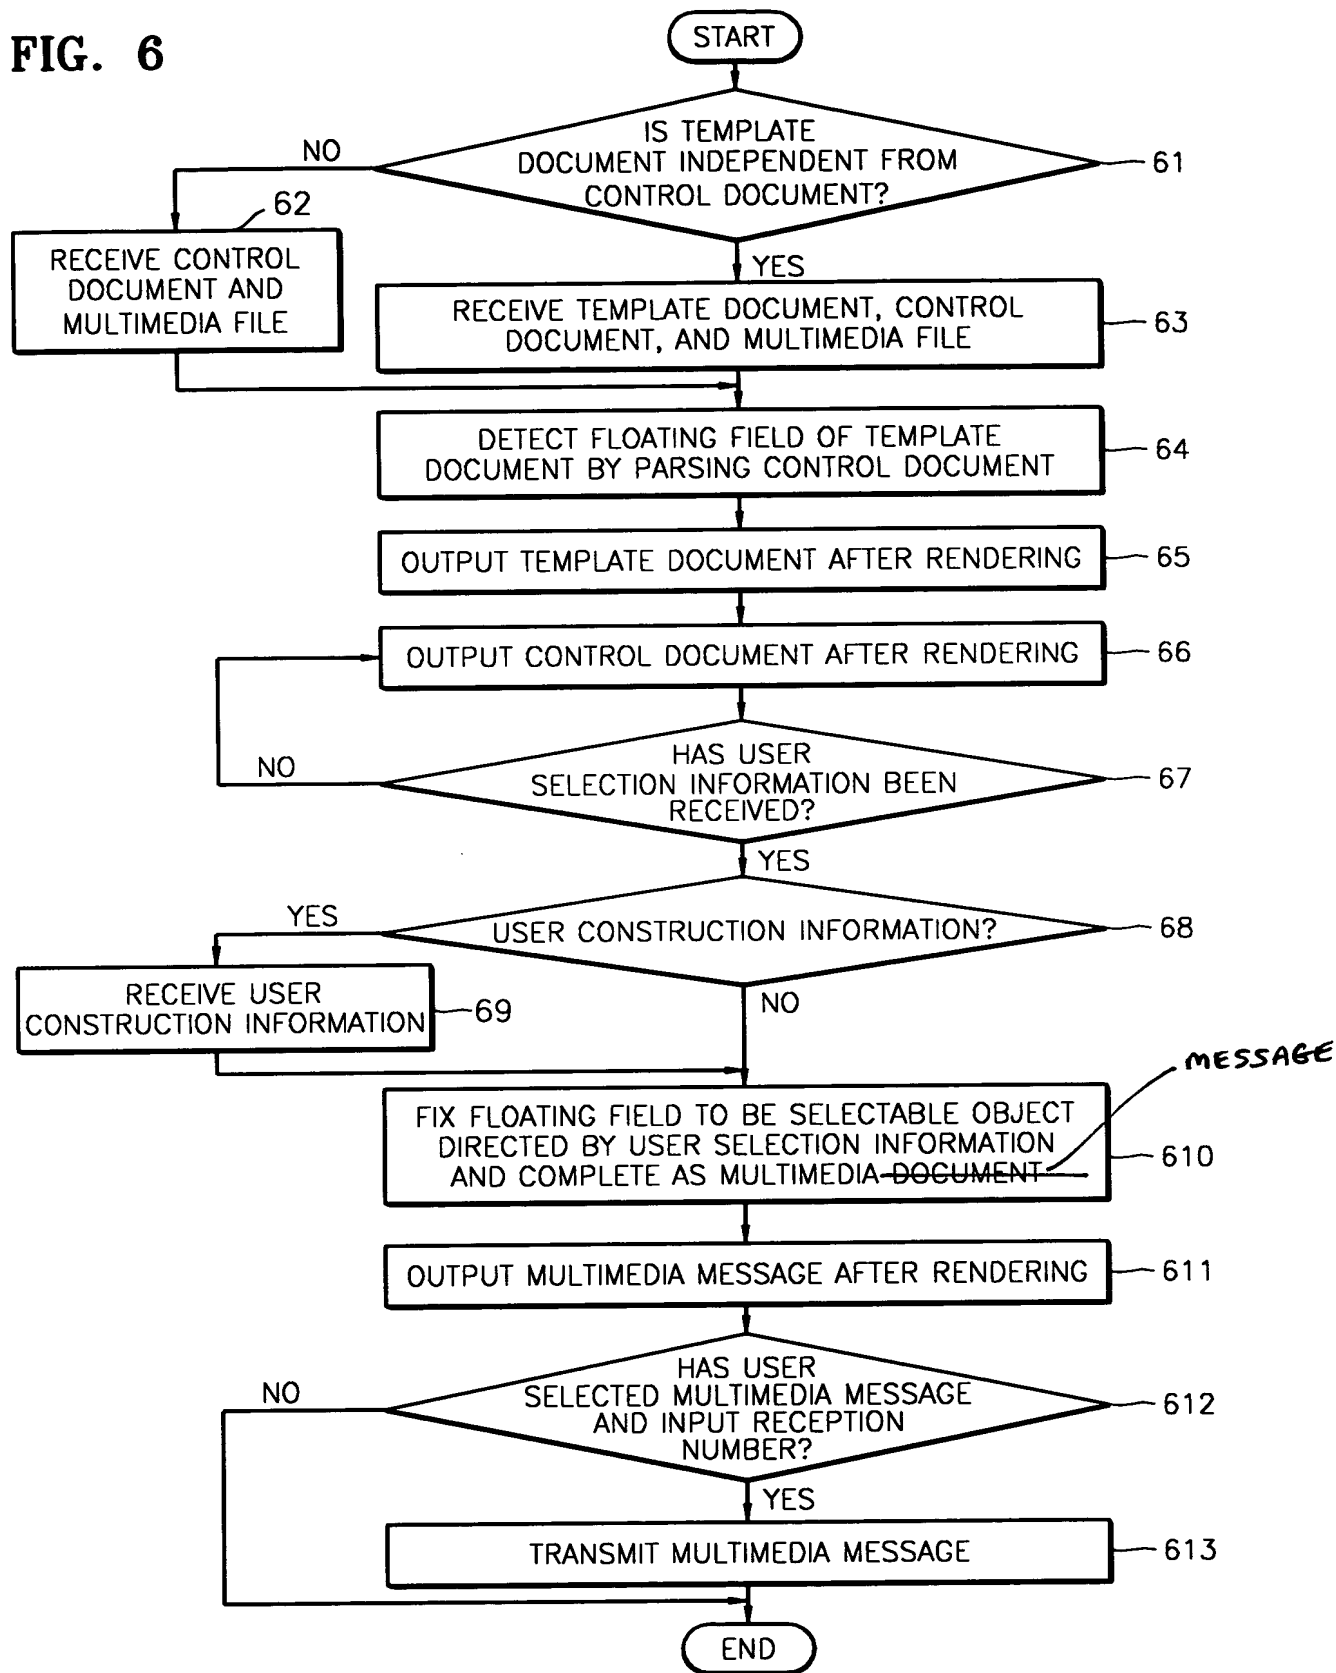 FIG. 6
START
IS TEMPLATE
DOCUMENT INDEPENDENT FROM
CONTROL DOCUMENT?
61
NO
YES
62
RECEIVE CONTROL
DOCUMENT AND
MULTIMEDIA FILE
RECEIVE TEMPLATE DOCUMENT, CONTROL
DOCUMENT, AND MULTIMEDIA FILE
63
DETECT FLOATING FIELD OF TEMPLATE
DOCUMENT BY PARSING CONTROL DOCUMENT
64
OUTPUT TEMPLATE DOCUMENT AFTER RENDERING
65
OUTPUT CONTROL DOCUMENT AFTER RENDERING
66
HAS USER
SELECTION INFORMATION BEEN
RECEIVED?
67
NO
YES
USER CONSTRUCTION INFORMATION?
68
YES
NO
RECEIVE USER
CONSTRUCTION INFORMATION
69
MESSAGE
FIX FLOATING FIELD TO BE SELECTABLE OBJECT
DIRECTED BY USER SELECTION INFORMATION
AND COMPLETE AS MULTIMEDIA DOCUMENT
610
OUTPUT MULTIMEDIA MESSAGE AFTER RENDERING
611
HAS USER
SELECTED MULTIMEDIA MESSAGE
AND INPUT RECEPTION
NUMBER?
612
NO
YES
TRANSMIT MULTIMEDIA MESSAGE
613
END